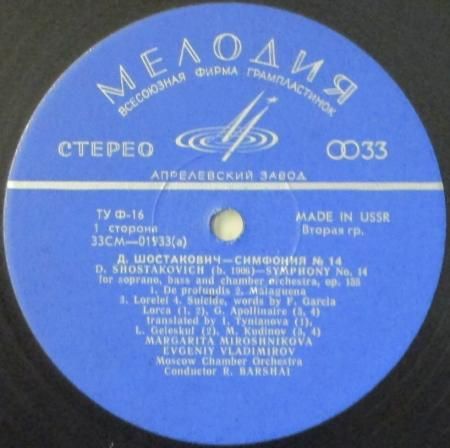 МЕЛОДИЯ
ВСЕСОЮЗНАЯ ФИРМА ГРАМПЛАСТИНОК
СТЕРЕО
33
АПРЕЛЕВСКИЙ ЗАВОД
ТУ Ф-16
MADE IN USSR
1 сторона
Вторая гр.
33СМ—01933(а)
Д. ШОСТАКОВИЧ—СИМФОНИЯ № 14
D. SHOSTAKOVICH (b. 1906)—SYMPHONY No. 14
for soprano, bass and chamber orchestra, op. 135
1. De profundis 2. Malaguena
3. Lorelei 4. Suicide, words by F. Garcia
Lorca (1, 2), G. Apollinaire (3, 4)
translated by I. Tynianova (1),
L. Geleskul (2), M. Kudinov (3, 4)
MARGARITA MIROSHNIKOVA
EVGENIY VLADIMIROV
Moscow Chamber Orchestra
Conductor R. BARSHAI